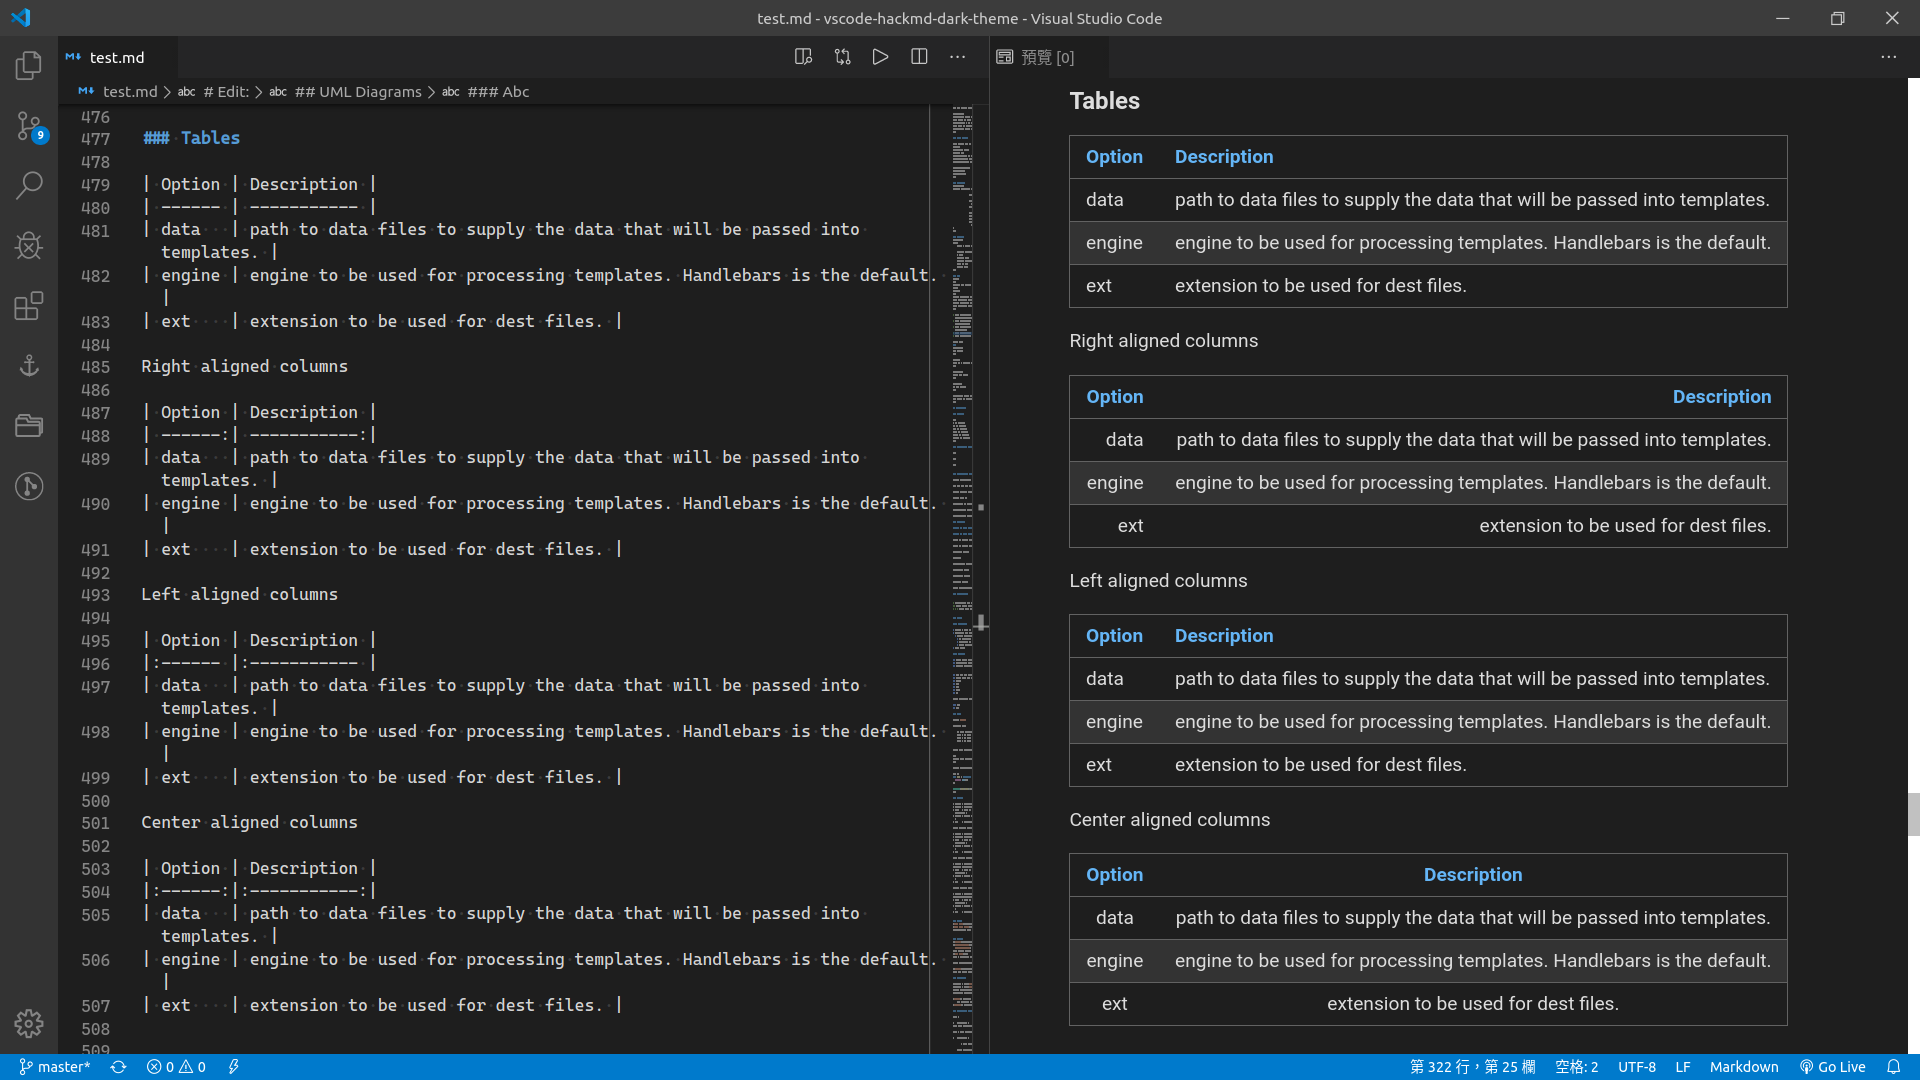 test.md - vscode-hackmd-dark-theme - Visual Studio Code
test.md
預覽 [0]
test.md > abc # Edit: > abc ## UML Diagrams > abc ### Abc
9
476
477 ### Tables
478
479 | Option | Description |
480 | ------ | ----------- |
481 | data   | path to data files to supply the data that will be passed into
templates. |
482 | engine | engine to be used for processing templates. Handlebars is the default.
|
483 | ext    | extension to be used for dest files. |
484
485 Right aligned columns
486
487 | Option | Description |
488 | ------:| -----------:|
489 | data   | path to data files to supply the data that will be passed into
templates. |
490 | engine | engine to be used for processing templates. Handlebars is the default.
|
491 | ext    | extension to be used for dest files. |
492
493 Left aligned columns
494
495 | Option | Description |
496 |:------ |:----------- |
497 | data   | path to data files to supply the data that will be passed into
templates. |
498 | engine | engine to be used for processing templates. Handlebars is the default.
|
499 | ext    | extension to be used for dest files. |
500
501 Center aligned columns
502
503 | Option | Description |
504 |:------:|:-----------:|
505 | data   | path to data files to supply the data that will be passed into
templates. |
506 | engine | engine to be used for processing templates. Handlebars is the default.
|
507 | ext    | extension to be used for dest files. |
508
509
Tables
Option Description
data path to data files to supply the data that will be passed into templates.
engine engine to be used for processing templates. Handlebars is the default.
ext extension to be used for dest files.
Right aligned columns
Option Description
data path to data files to supply the data that will be passed into templates.
engine engine to be used for processing templates. Handlebars is the default.
ext extension to be used for dest files.
Left aligned columns
Option Description
data path to data files to supply the data that will be passed into templates.
engine engine to be used for processing templates. Handlebars is the default.
ext extension to be used for dest files.
Center aligned columns
Option Description
data path to data files to supply the data that will be passed into templates.
engine engine to be used for processing templates. Handlebars is the default.
ext extension to be used for dest files.
master* 0 0 第 322 行，第 25 欄 空格: 2 UTF-8 LF Markdown Go Live